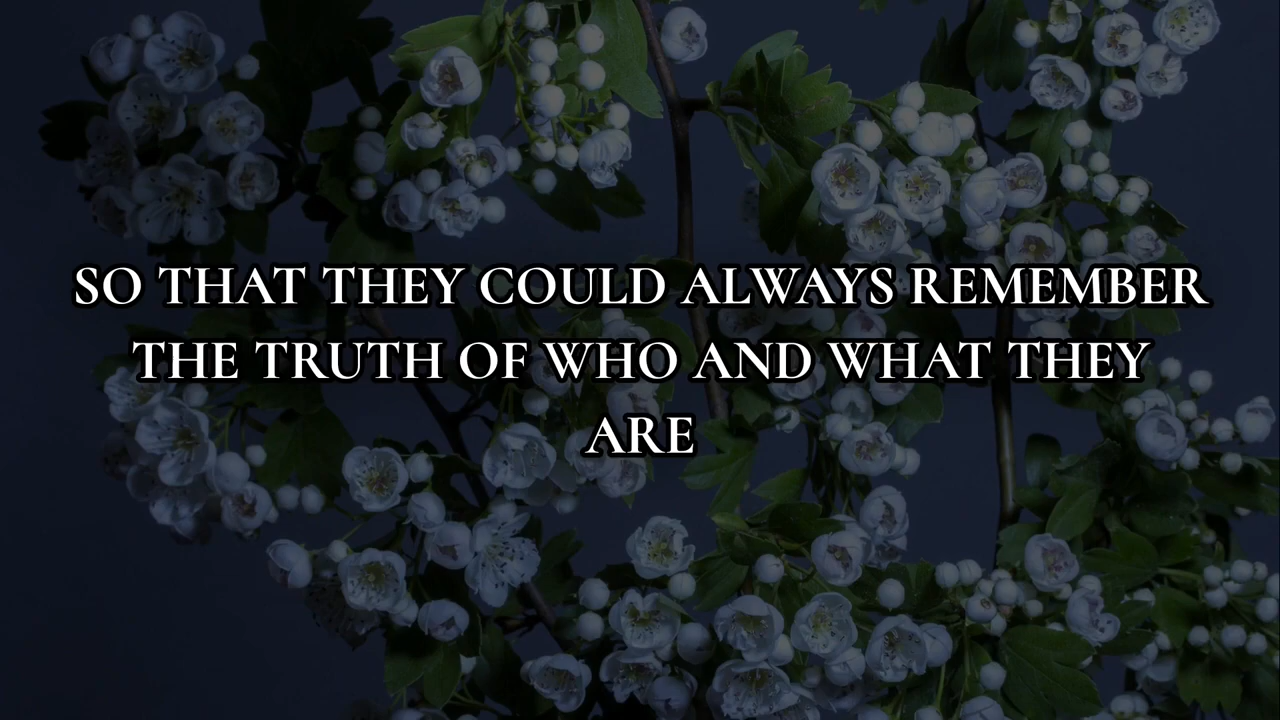 SO THAT THEY COULD ALWAYS REMEMBER
THE TRUTH OF WHO AND WHAT THEY
ARE